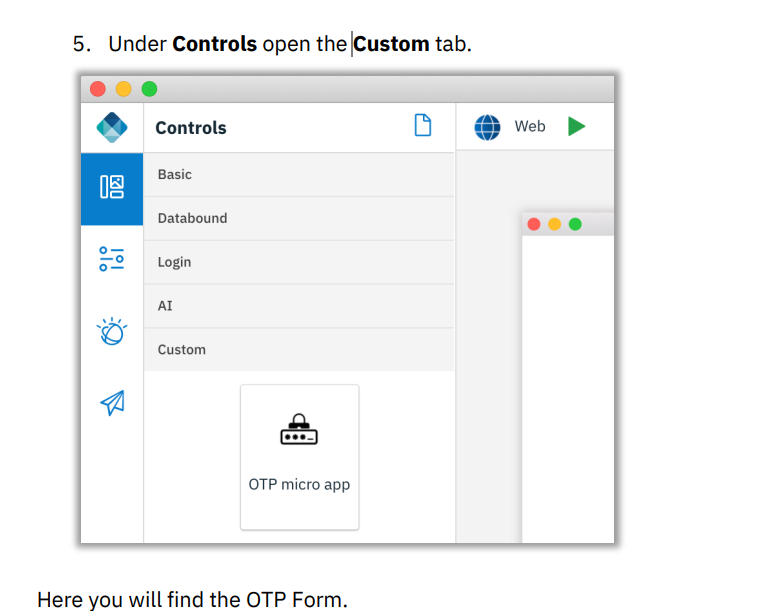 5. Under Controls open the Custom tab.
Controls
Web
Basic
Databound
Login
AI
Custom
OTP micro app
Here you will find the OTP Form.